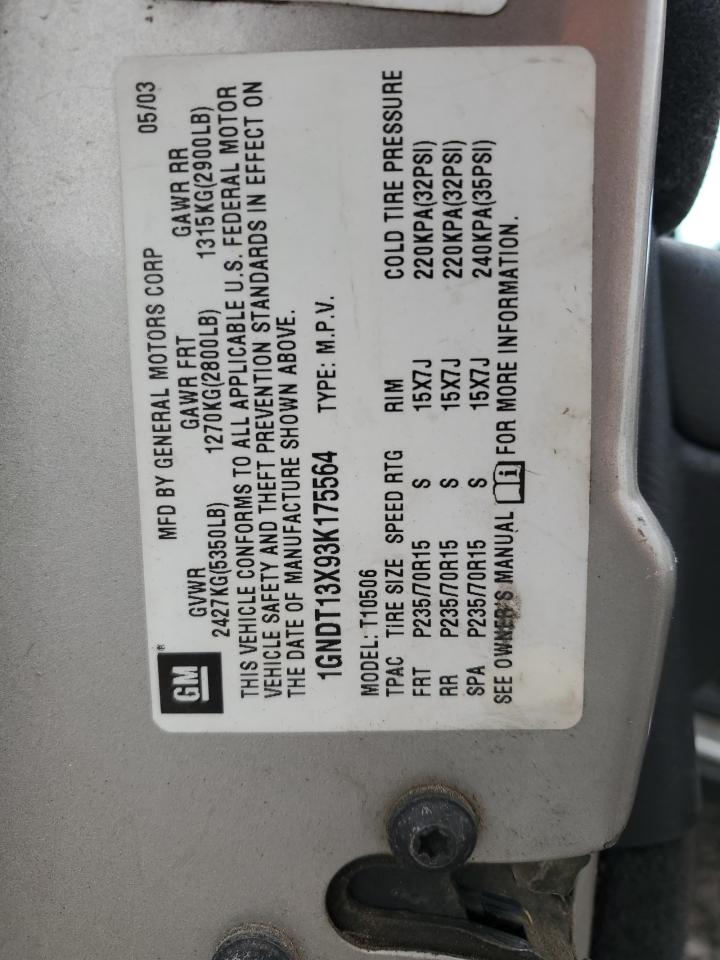 GM®
MFD BY GENERAL MOTORS CORP 05/03
GVWR GAWR FRT GAWR RR
2427KG(5350LB) 1270KG(2800LB) 1315KG(2900LB)
THIS VEHICLE CONFORMS TO ALL APPLICABLE U.S. FEDERAL MOTOR
VEHICLE SAFETY AND THEFT PREVENTION STANDARDS IN EFFECT ON
THE DATE OF MANUFACTURE SHOWN ABOVE.
1GNDT13X93K175564 TYPE: M.P.V.
MODEL: T10506
TPAC TIRE SIZE SPEED RTG RIM COLD TIRE PRESSURE
FRT P235/70R15 S 15X7J 220KPA(32PSI)
RR P235/70R15 S 15X7J 220KPA(32PSI)
SPA P235/70R15 S 15X7J 240KPA(35PSI)
SEE OWNER'S MANUAL FOR MORE INFORMATION.